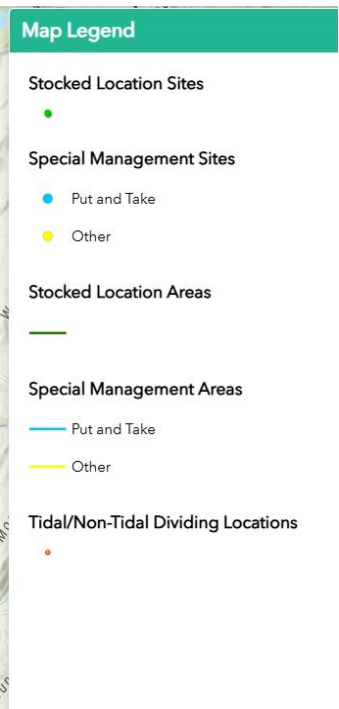 Map Legend
Stocked Location Sites
Special Management Sites
Put and Take
Other
Stocked Location Areas
Special Management Areas
Put and Take
Other
Tidal/Non-Tidal Dividing Locations